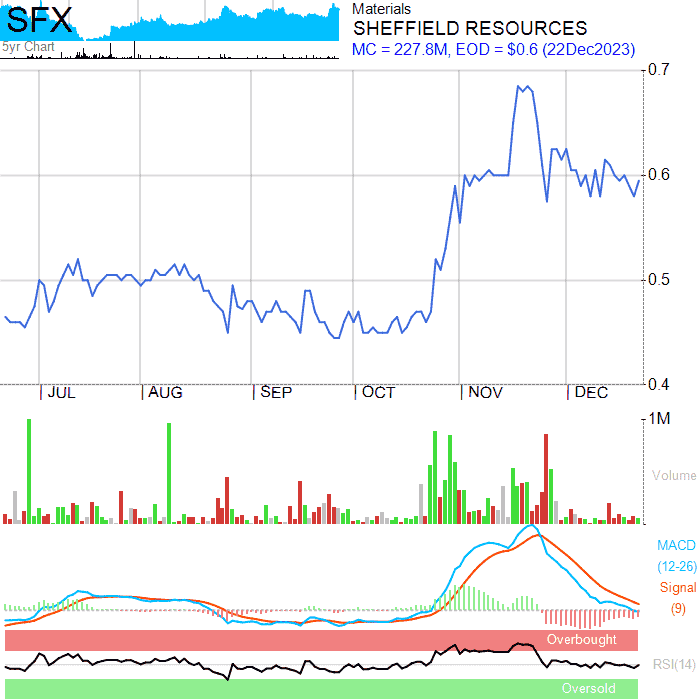 SFX
5yr Chart
Materials
SHEFFIELD RESOURCES
MC = 227.8M, EOD = $0.6 (22Dec2023)
0.7
0.6
0.5
0.4
JUL AUG SEP OCT NOV DEC
1M
Volume
MACD
(12-26)
Signal
(9)
Overbought
RSI(14)
Oversold